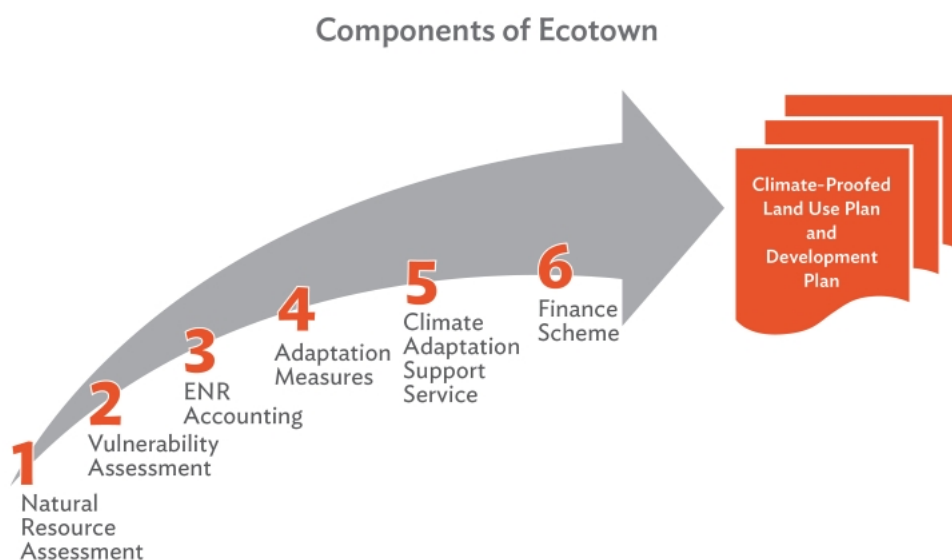 Components of Ecotown
1
Natural
Resource
Assessment
2
Vulnerability
Assessment
3
ENR
Accounting
4
Adaptation
Measures
5
Climate
Adaptation
Support
Service
6
Finance
Scheme
Climate-Proofed
Land Use Plan
and
Development
Plan